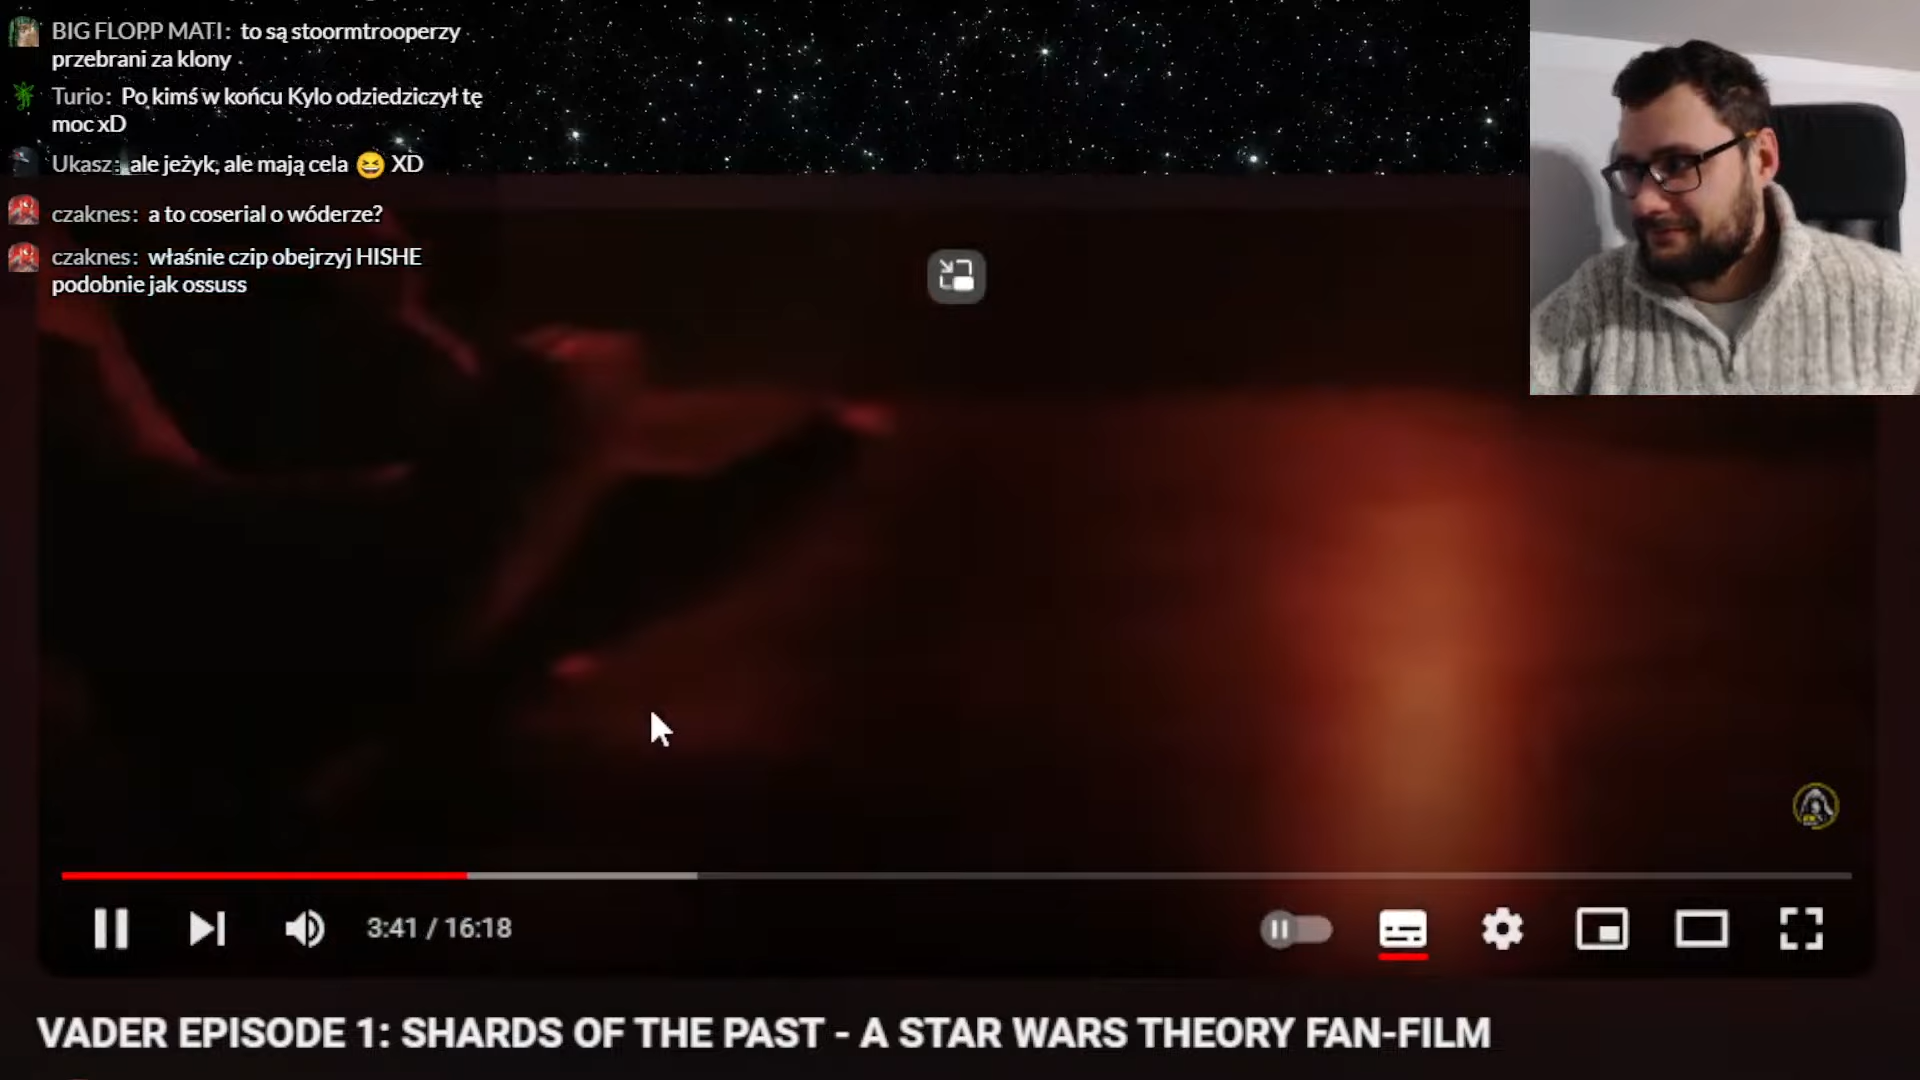 BIG FLOPP MATI: to są stoormtrooperzy
przebrani za klony
Turio: Po kimś w końcu Kylo odziedziczył tę
moc xD
Ukasz: ale jeżyk, ale mają cela 😆 XD
czaknes: a to coserial o wóderze?
czaknes: właśnie czip obejrzyj HISHE
podobnie jak ossuss
3:41 / 16:18
VADER EPISODE 1: SHARDS OF THE PAST - A STAR WARS THEORY FAN-FILM